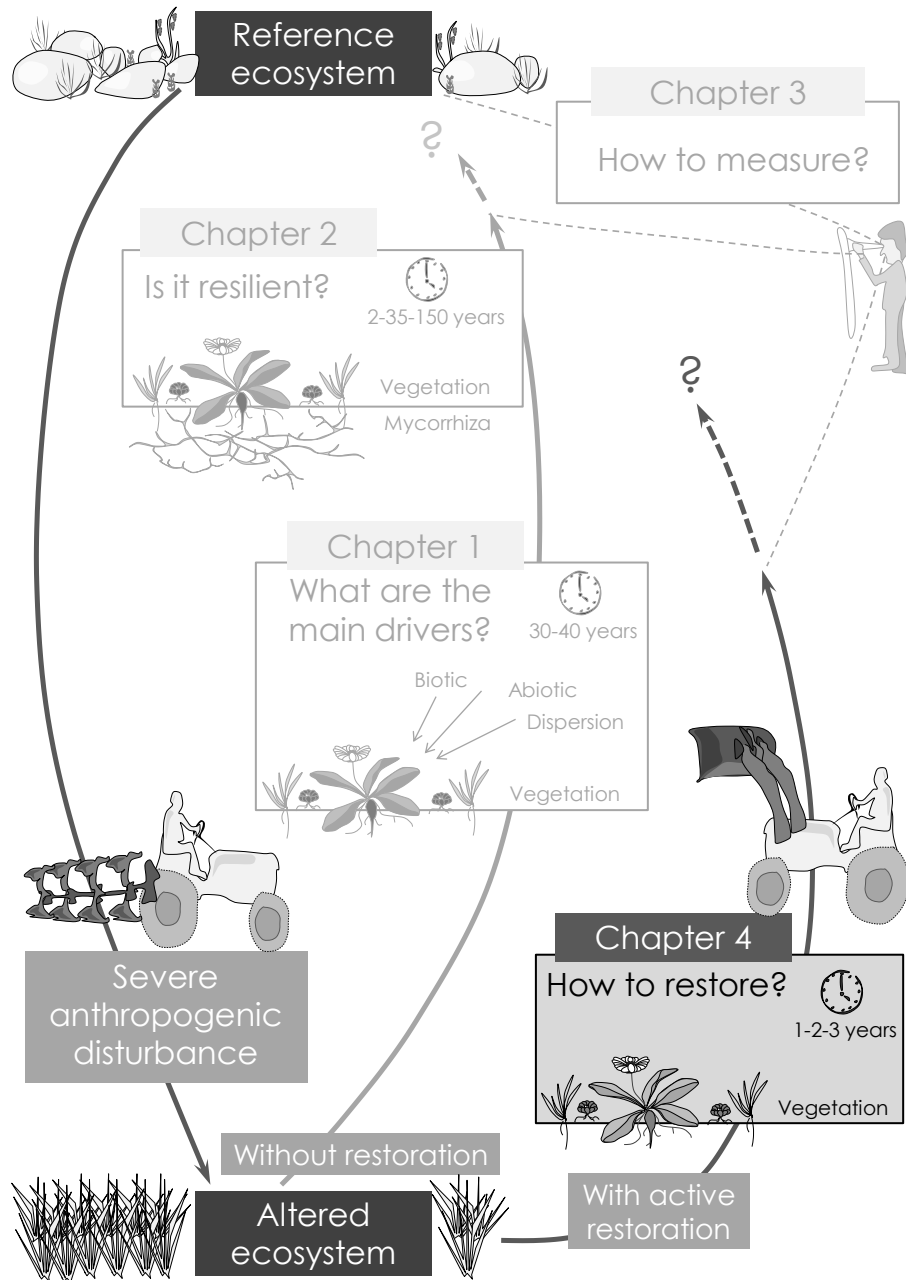 Reference
ecosystem
Chapter 3
How to measure?
?
Chapter 2
Is it resilient?
2-35-150 years
Vegetation
Mycorrhiza
?
Chapter 1
What are the
main drivers?
30-40 years
Biotic
Abiotic
Dispersion
Vegetation
Chapter 4
How to restore?
1-2-3 years
Vegetation
Severe
anthropogenic
disturbance
Without restoration
With active
restoration
Altered
ecosystem